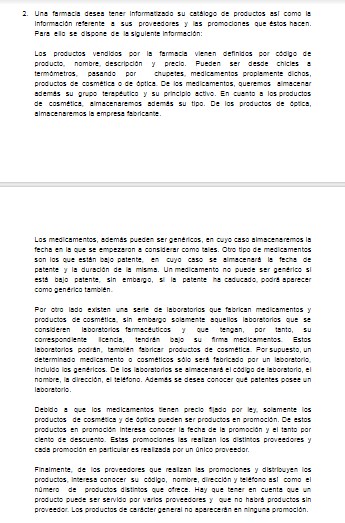 2. Una farmacia desea tener informatizado su catálogo de productos así como la
información referente a sus proveedores y las promociones que éstos hacen.
Para ello se dispone de la siguiente información:
Los productos vendidos por la farmacia vienen definidos por código de
producto, nombre, descripción y precio. Pueden ser desde chicles a
termómetros, pasando por chupetes, medicamentos propiamente dichos,
productos de cosmética o de óptica. De los medicamentos, queremos almacenar
además su grupo terapéutico y su principio activo. En cuanto a los productos
de cosmética, almacenaremos además su tipo. De los productos de óptica,
almacenaremos la empresa fabricante.
Los medicamentos, además pueden ser genéricos, en cuyo caso almacenaremos la
fecha en la que se empezaron a considerar como tales. Otro tipo de medicamentos
son los que están bajo patente, en cuyo caso se almacenará la fecha de
patente y la duración de la misma. Un medicamento no puede ser genérico si
está bajo patente, sin embargo, si la patente ha caducado, podrá aparecer
como genérico también.
Por otro lado existen una serie de laboratorios que fabrican medicamentos y
productos de cosmética, sin embargo solamente aquellos laboratorios que se
consideren laboratorios farmacéuticos y que tengan, por tanto, su
correspondiente licencia, tendrán bajo su firma medicamentos. Estos
laboratorios podrán, también fabricar productos de cosmética. Por supuesto, un
determinado medicamento o cosméticos sólo será fabricado por un laboratorio,
incluido los genéricos. De los laboratorios se almacenará el código de laboratorio, el
nombre, la dirección, el teléfono. Además se desea conocer qué patentes posee un
laboratorio.
Debido a que los medicamentos tienen precio fijado por ley, solamente los
productos de cosmética y de óptica pueden ser productos en promoción. De estos
productos en promoción interesa conocer la fecha de la promoción y el tanto por
ciento de descuento. Estas promociones las realizan los distintos proveedores y
cada promoción en particular es realizada por un único proveedor.
Finalmente, de los proveedores que realizan las promociones y distribuyen los
productos, interesa conocer su código, nombre, dirección y teléfono así como el
número de productos distintos que ofrece. Hay que tener en cuenta que un
producto puede ser servido por varios proveedores y que no habrá productos sin
proveedor. Los productos de carácter general no aparecerán en ninguna promoción.